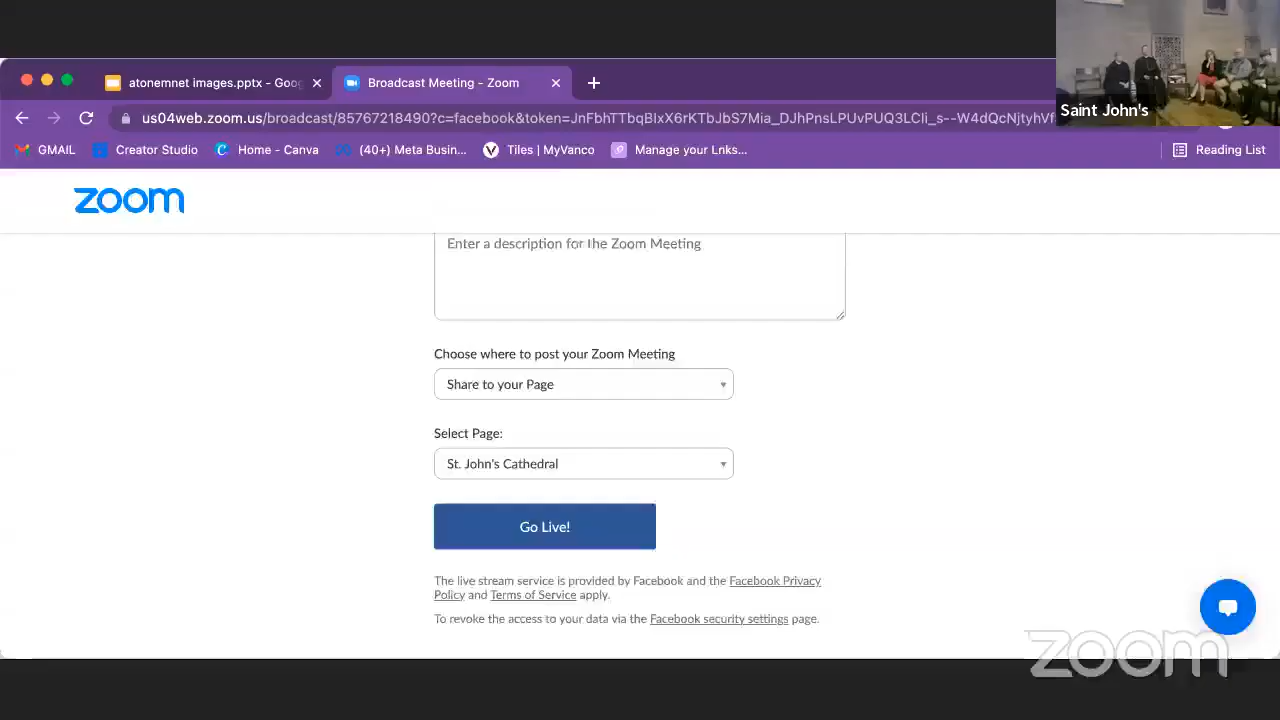 atonemnet images.pptx - Goo
Broadcast Meeting - Zoom
us04web.zoom.us/broadcast/85767218490?c=facebook&token=JnFbhTTbqBIxX6rKTbJbS7Mia_DJhPnsLPUvPUQ3LCIi_s--W4dQcNjtyhVf
Saint John's
GMAIL
Creator Studio
Home - Canva
(40+) Meta Busin...
Tiles | MyVanco
Manage your Lnks...
Reading List
zoom
Enter a description for the Zoom Meeting
Choose where to post your Zoom Meeting
Share to your Page
Select Page:
St. John's Cathedral
Go Live!
The live stream service is provided by Facebook and the Facebook Privacy
Policy and Terms of Service apply.
To revoke the access to your data via the Facebook security settings page.
zoom